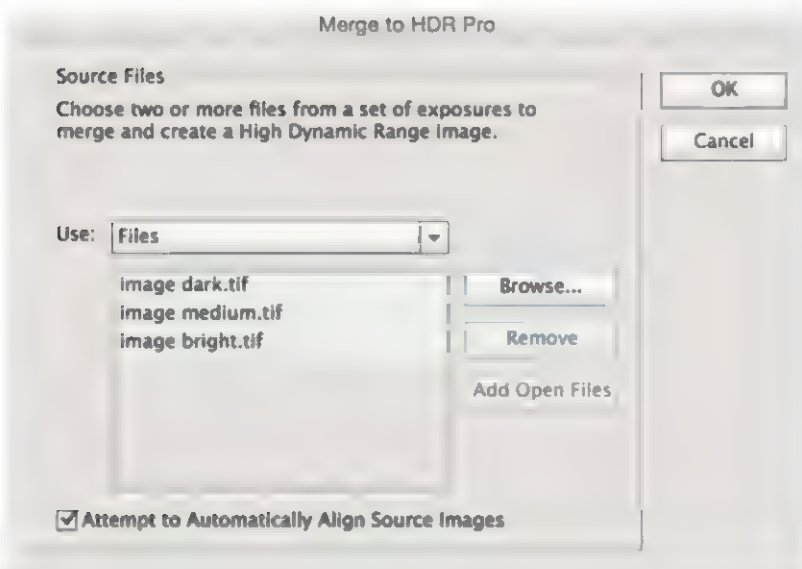 Merge to HDR Pro
Source Files
Choose two or more files from a set of exposures to
merge and create a High Dynamic Range image.
OK
Cancel
Use: Files
image dark.tif
image medium.tif
image bright.tif
Browse...
Remove
Add Open Files
Attempt to Automatically Align Source Images